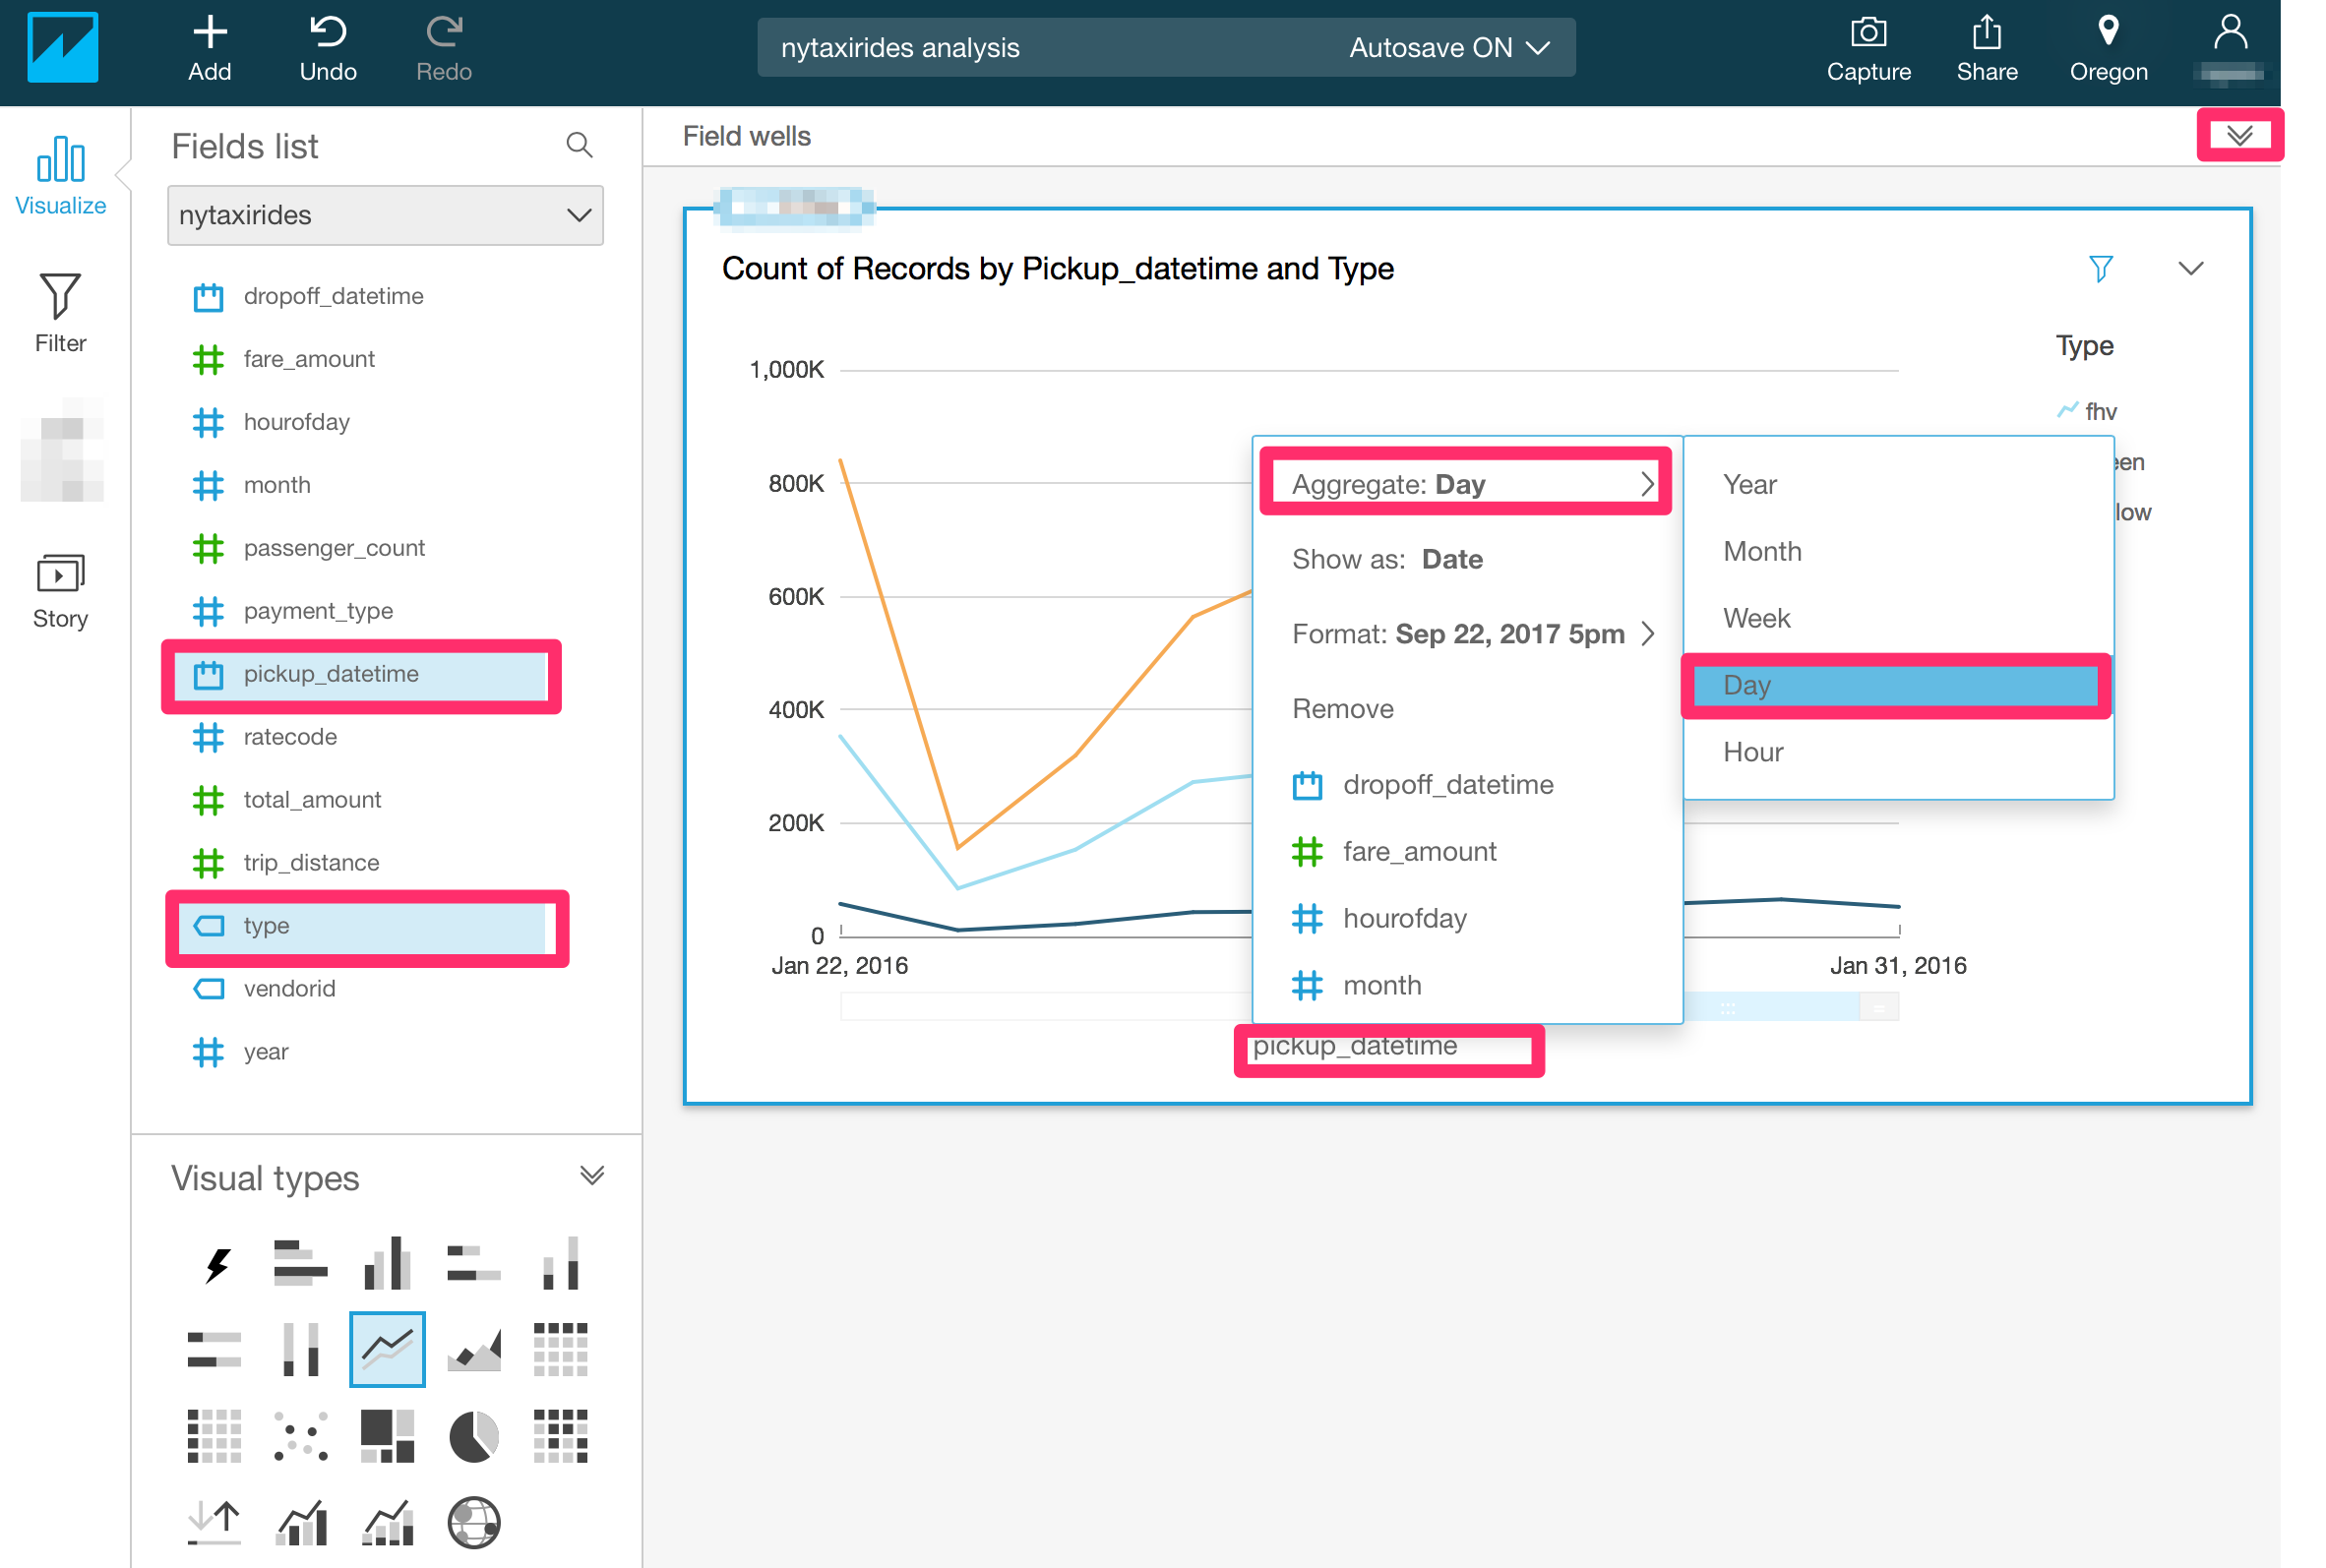 Add
Undo
Redo
nytaxirides analysis
Autosave ON
Capture
Share
Oregon
Visualize
Filter
Story
Fields list
nytaxirides
dropoff_datetime
fare_amount
hourofday
month
passenger_count
payment_type
pickup_datetime
ratecode
total_amount
trip_distance
type
vendorid
year
Visual types
Field wells
Count of Records by Pickup_datetime and Type
1,000K
800K
600K
400K
200K
0
Jan 22, 2016
Jan 31, 2016
pickup_datetime
Type
fhv
een
low
Aggregate: Day
Show as: Date
Format: Sep 22, 2017 5pm
Remove
dropoff_datetime
fare_amount
hourofday
month
Year
Month
Week
Day
Hour